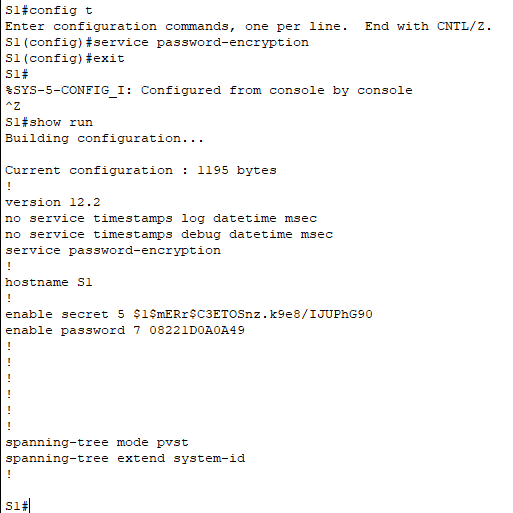 S1#config t
Enter configuration commands, one per line.  End with CNTL/Z.
S1(config)#service password-encryption
S1(config)#exit
S1#
%SYS-5-CONFIG_I: Configured from console by console
^Z
S1#show run
Building configuration...

Current configuration : 1195 bytes
!
version 12.2
no service timestamps log datetime msec
no service timestamps debug datetime msec
service password-encryption
!
hostname S1
!
enable secret 5 $1$mERr$C3ETOSnz.k9e8/IJUPhG90
enable password 7 08221D0A0A49
!
!
!
!
!
!
spanning-tree mode pvst
spanning-tree extend system-id
!

S1#